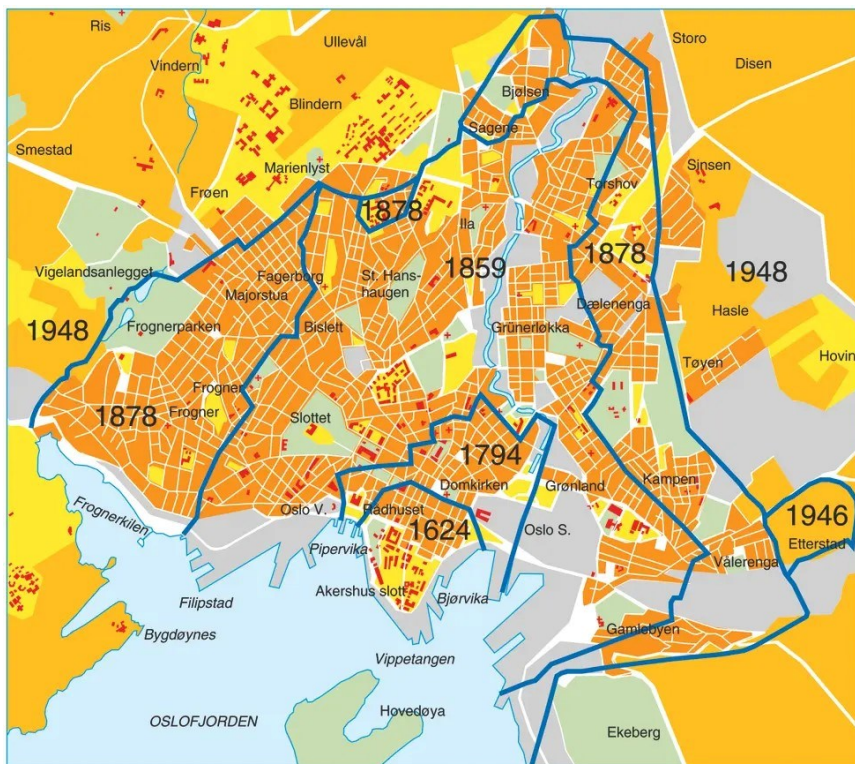 Ris
Ullevål
Storo
Vindern
Disen
Bjølsen
Blindern
Sagene
Smestad
Marienlyst
Sinsen
Frøen
Torshov
1878
Ila
Vigelandsanlegget
Fagerborg
St. Hans-
haugen
1859
1878
1948
Majorstua
Dælenenga
Hasle
1948
Frognerparken
Bislett
Grünerløkka
Hovin
Tøyen
Frogner
1878
Frogner
Slottet
1794
Kampen
Domkirken
Grønland
Frognerkilen
Oslo V.
Rådhuset
1946
1624
Oslo S.
Etterstad
Pipervika
Vålerenga
Akershus slott
Bjørvika
Filipstad
Gamlebyen
Bygdøynes
Vippetangen
Hovedøya
OSLOFJORDEN
Ekeberg